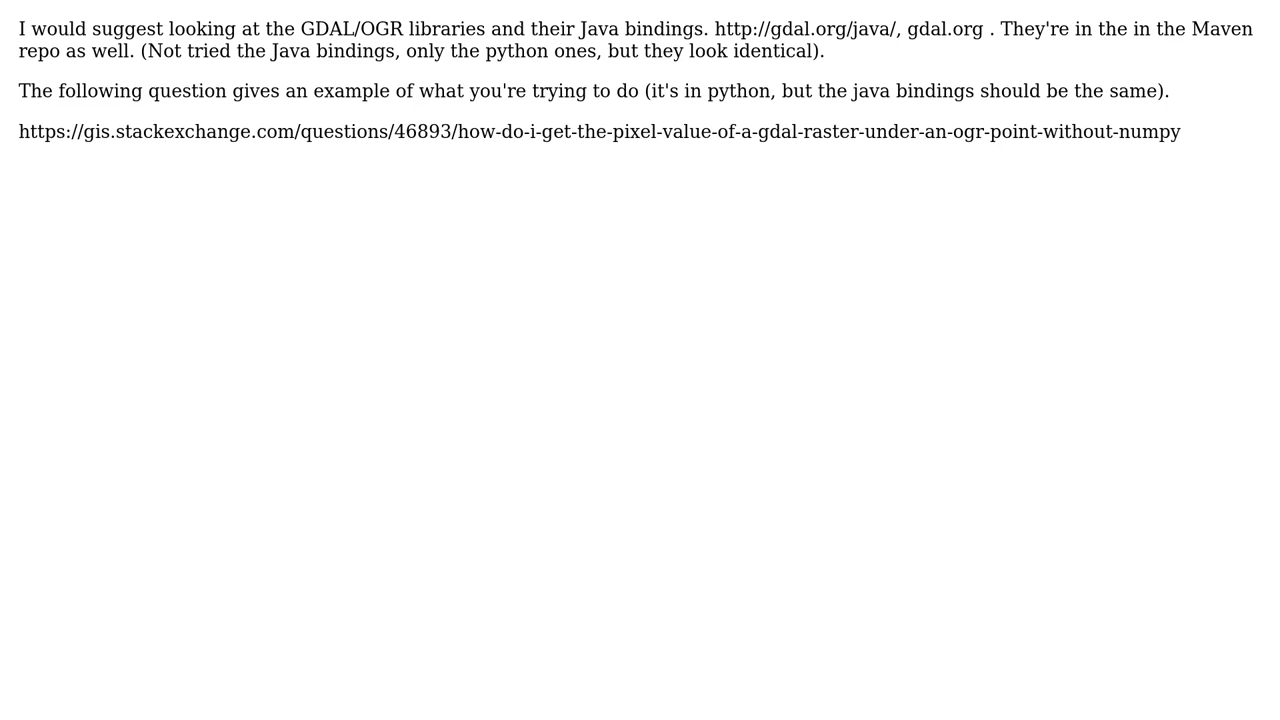 I would suggest looking at the GDAL/OGR libraries and their Java bindings. http://gdal.org/java/, gdal.org . They're in the in the Maven
repo as well. (Not tried the Java bindings, only the python ones, but they look identical).
The following question gives an example of what you're trying to do (it's in python, but the java bindings should be the same).
https://gis.stackexchange.com/questions/46893/how-do-i-get-the-pixel-value-of-a-gdal-raster-under-an-ogr-point-without-numpy